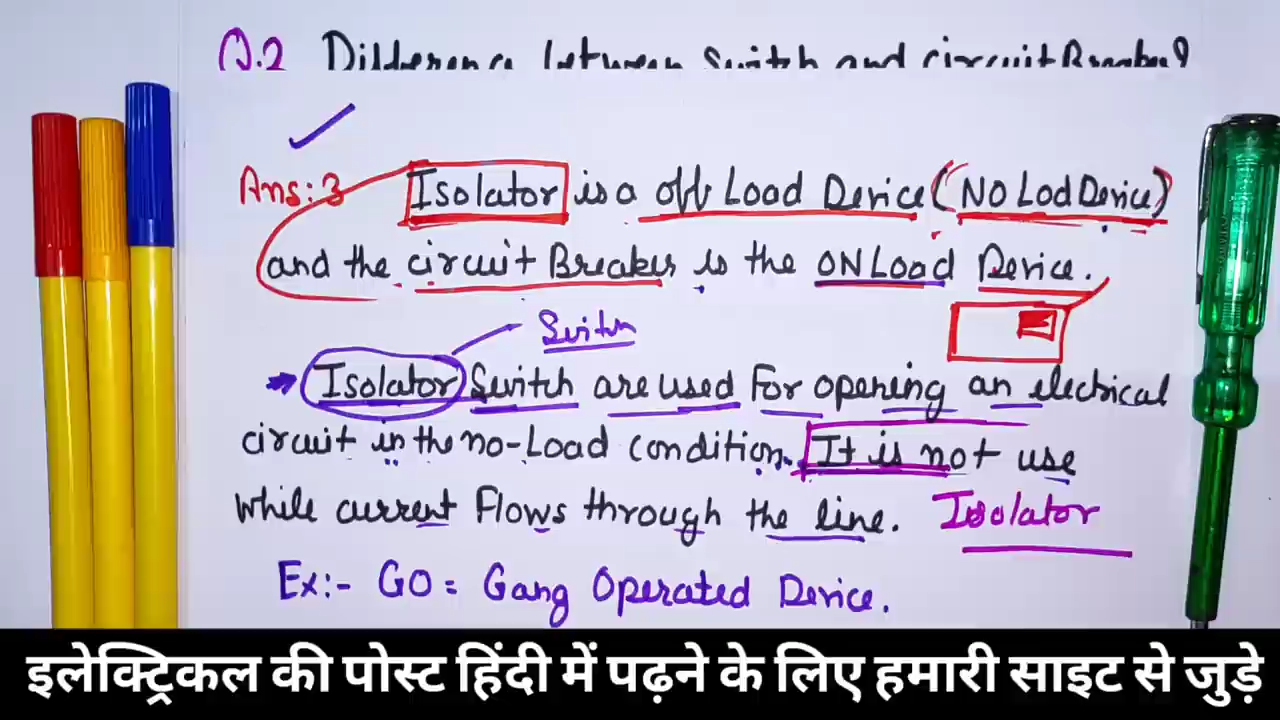 Q.2 Difference between Switch and circuit Breaker?
Ans:3 Isolator is a off Load Device (NO Lod Device)
and the circuit Breaker is the ON Load Device.
Switch
Isolator Switch are used For opening an electrical
circuit in the no-Load condition. It is not use
while current Flows through the line. Isolator
Ex:- GO = Gang Operated Device.
इलेक्ट्रिकल की पोस्ट हिंदी में पढ़ने के लिए हमारी साइट से जुड़े